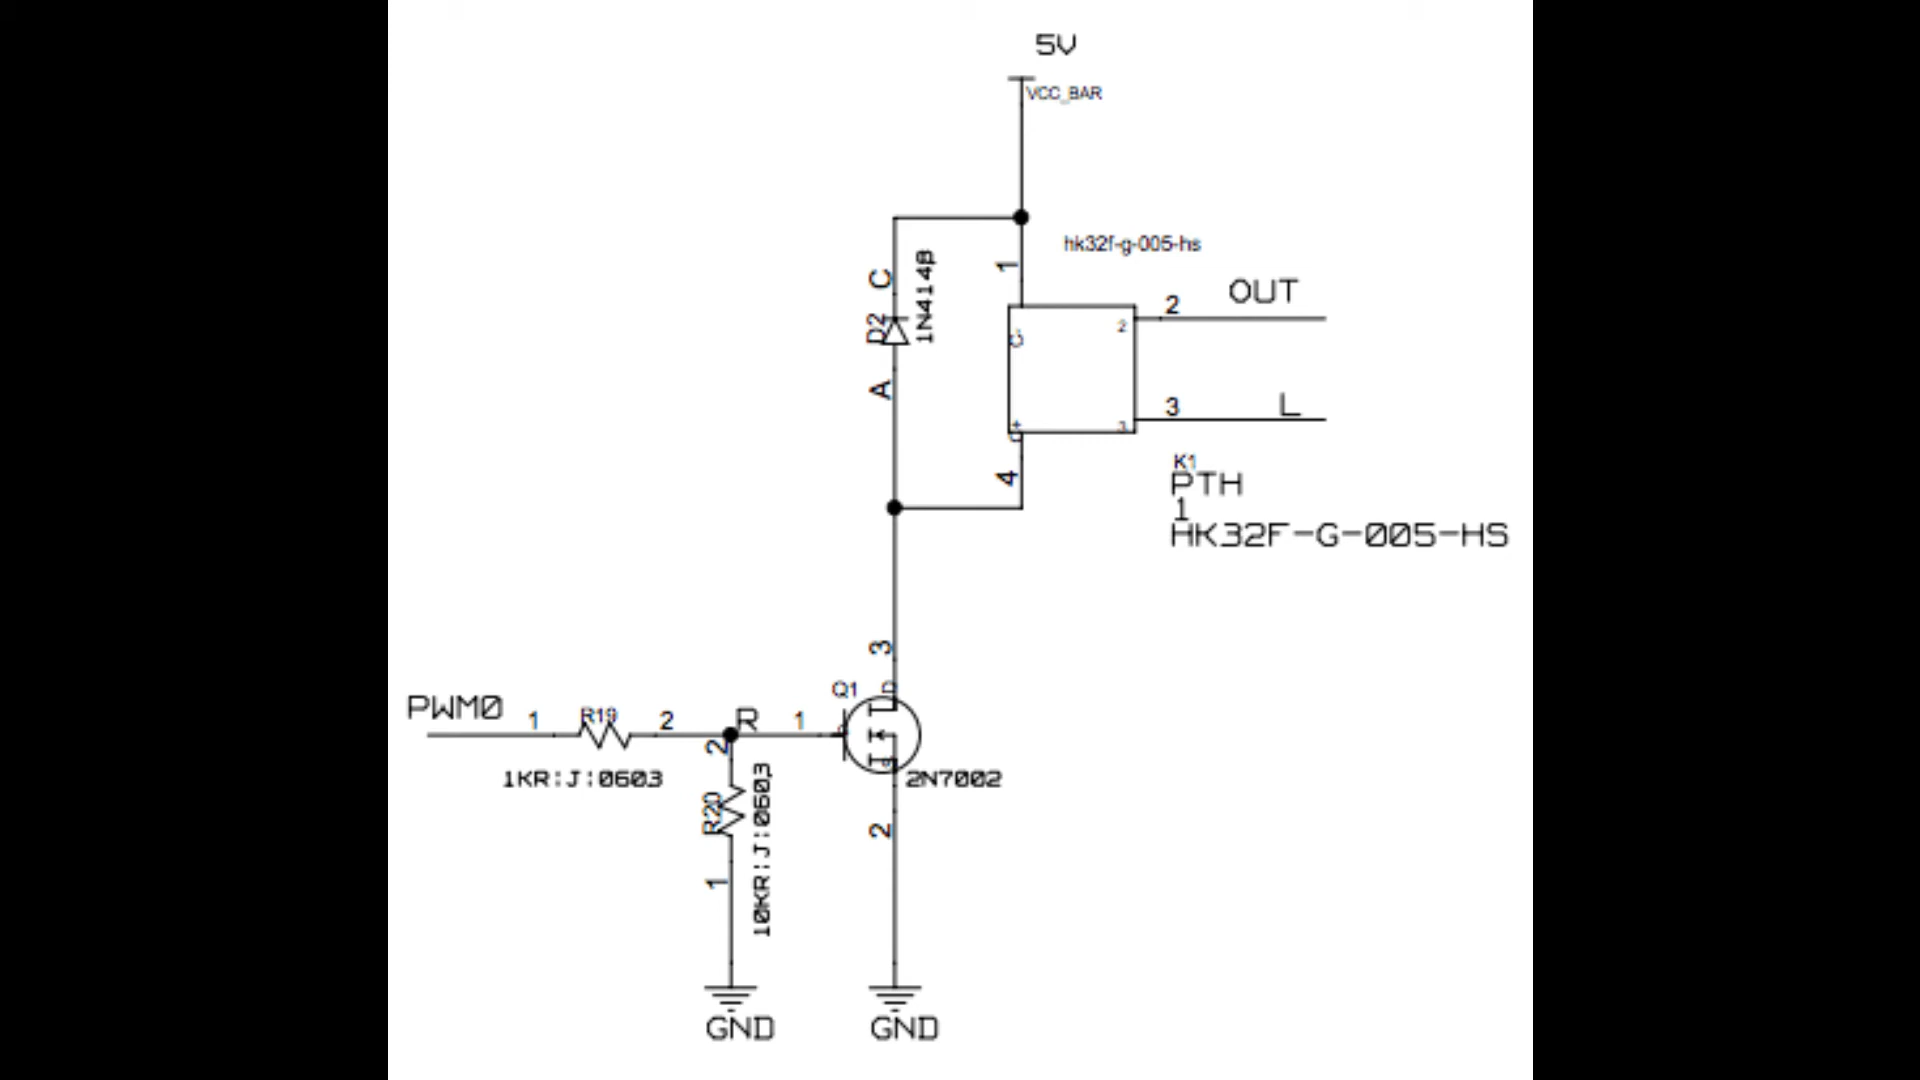 5V
VCC_BAR
hk32f-g-005-hs
1
C
1N4148
D2
A
2
OUT
2
C-
3
L
3
C+
4
K1
PTH
1
HK32F-G-005-HS
3
D
Q1
PWM0
1
R19
2
R
1
2
1KR:J:0603
2N7002
S
R20
10KR:J:0603
2
1
GND
GND